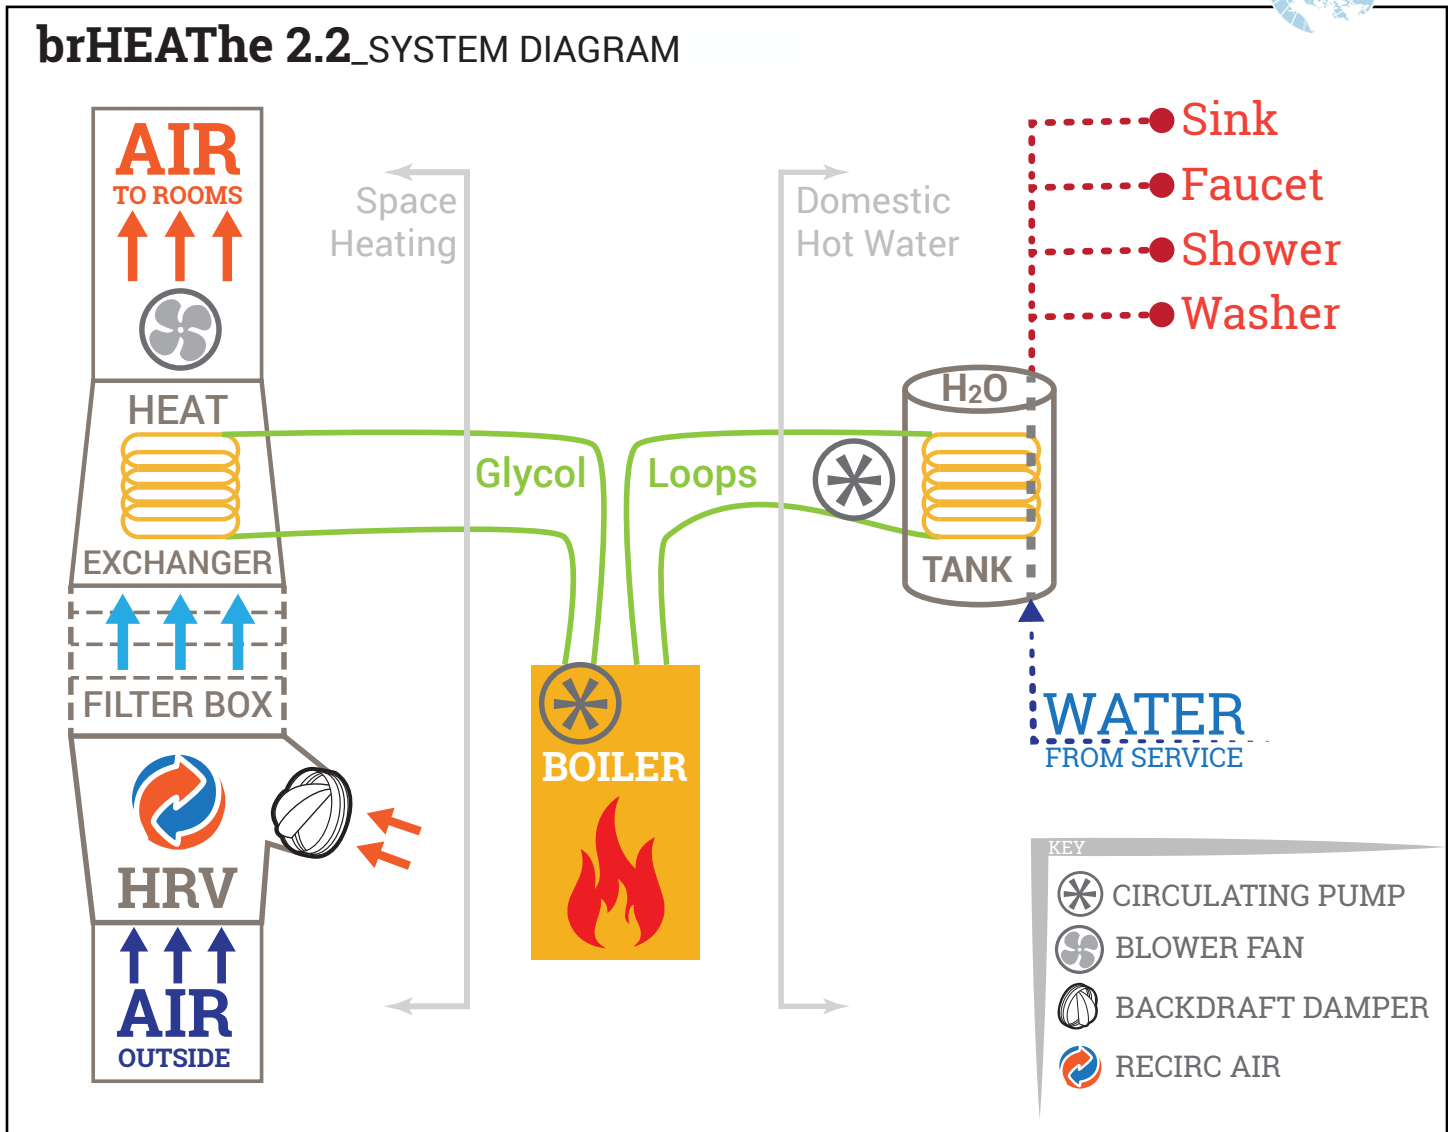 brHEAThe 2.2_SYSTEM DIAGRAM
AIR
TO ROOMS
HEAT
EXCHANGER
FILTER BOX
HRV
AIR
OUTSIDE
Space
Heating
Glycol Loops
BOILER
Domestic
Hot Water
H2O
TANK
Sink
Faucet
Shower
Washer
WATER
FROM SERVICE
KEY
CIRCULATING PUMP
BLOWER FAN
BACKDRAFT DAMPER
RECIRC AIR